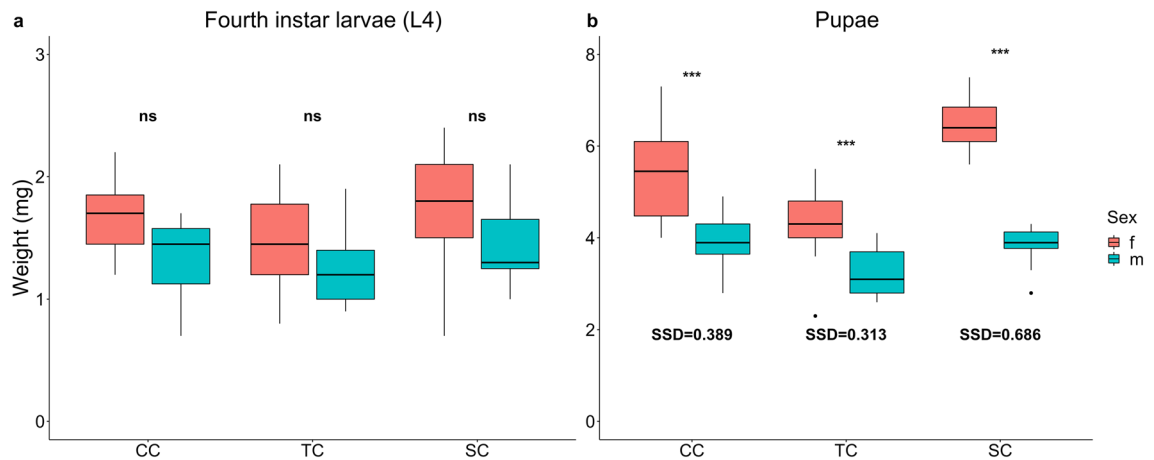 a
Fourth instar larvae (L4)
3
2
1
0
Weight (mg)
ns
ns
ns
CC
TC
SC
b
Pupae
8
6
4
2
0
***
***
***
SSD=0.389
SSD=0.313
SSD=0.686
CC
TC
SC
Sex
f
m